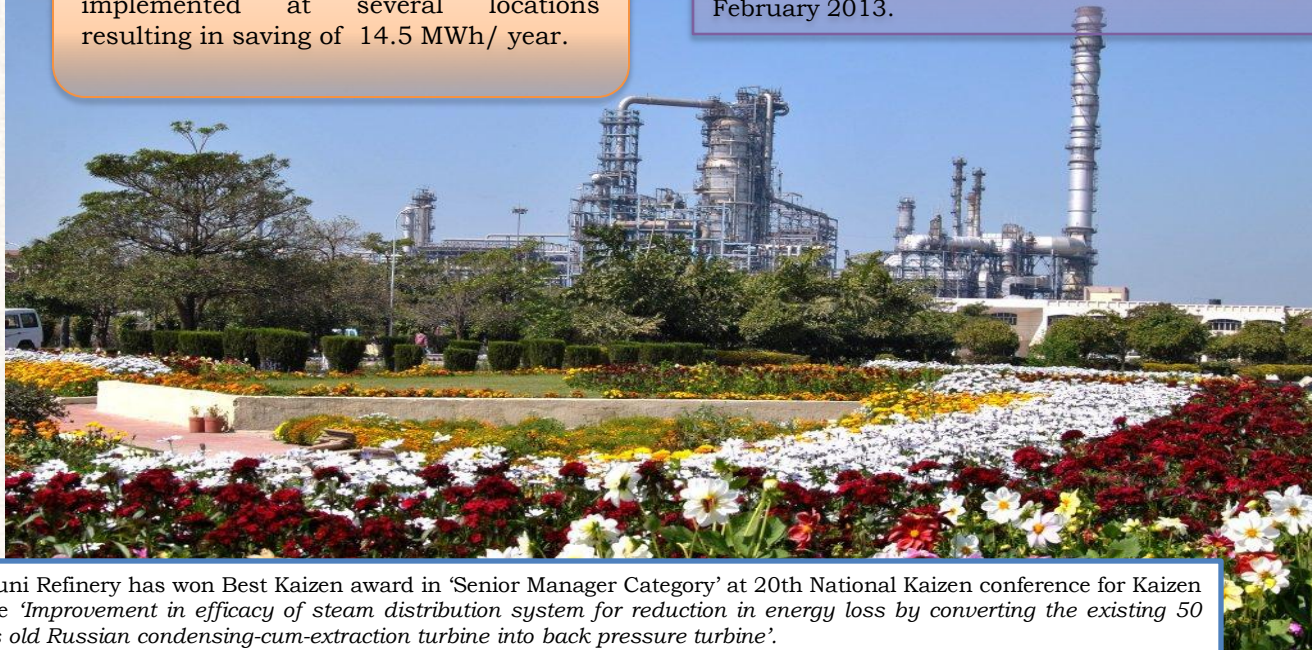 implemented at several locations
resulting in saving of 14.5 MWh/ year.
February 2013.
uni Refinery has won Best Kaizen award in ‘Senior Manager Category’ at 20th National Kaizen conference for Kaizen
e ‘Improvement in efficacy of steam distribution system for reduction in energy loss by converting the existing 50
s old Russian condensing-cum-extraction turbine into back pressure turbine’.